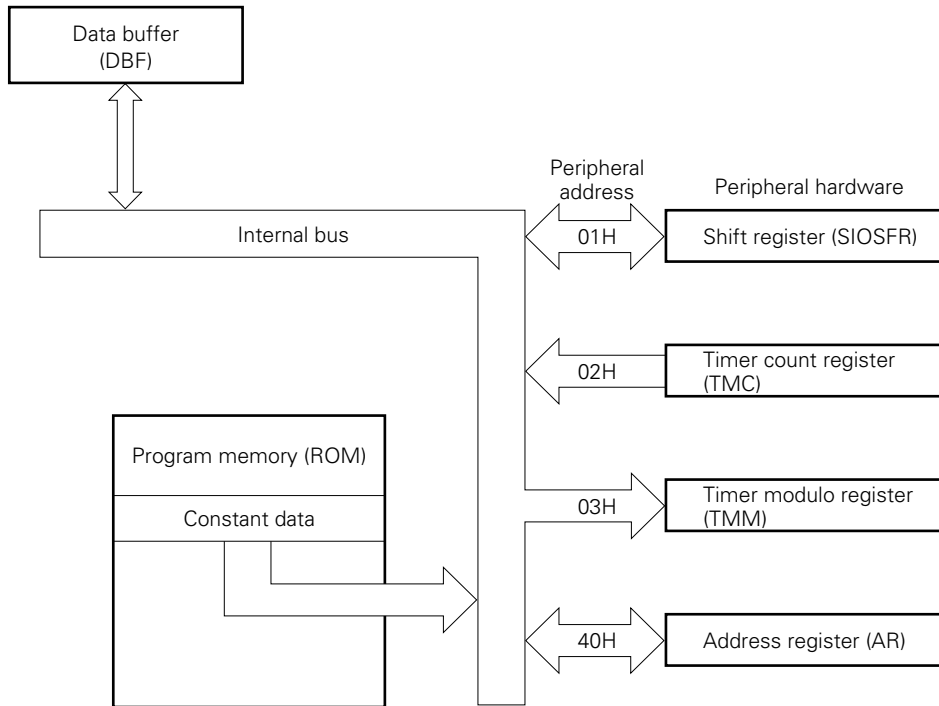 Data buffer
(DBF)
Peripheral
address
Peripheral hardware
Internal bus
01H
Shift register (SIOSFR)
02H
Timer count register
(TMC)
Program memory (ROM)
Constant data
03H
Timer modulo register
(TMM)
40H
Address register (AR)